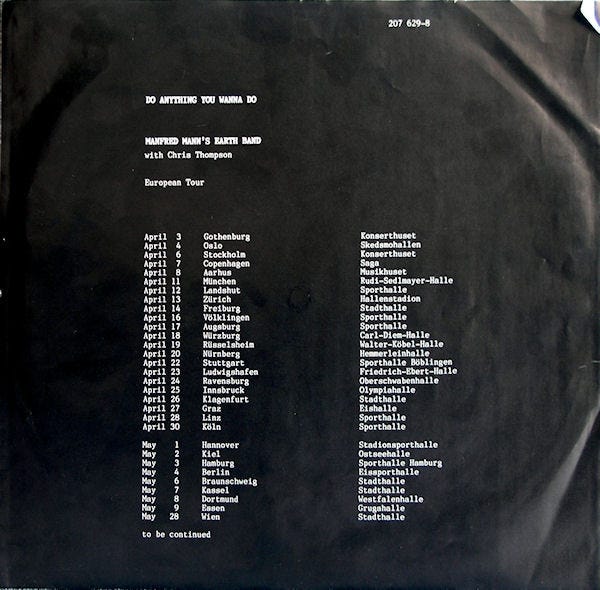 207 629-8
DO ANYTHING YOU WANNA DO
MANFRED MANN'S EARTH BAND
with Chris Thompson
European Tour
April 3 Gothenburg Konserthuset
April 4 Oslo Skedsmohallen
April 6 Stockholm Konserthuset
April 7 Copenhagen Saga
April 8 Aarhus Musikhuset
April 11 München Rudi-Sedlmayer-Halle
April 12 Landshut Sporthalle
April 13 Zürich Hallenstadion
April 14 Freiburg Stadthalle
April 16 Völklingen Sporthalle
April 17 Augsburg Sporthalle
April 18 Würzburg Carl-Diem-Halle
April 19 Rüsselsheim Walter-Köbel-Halle
April 20 Nürnberg Hemmerleinhalle
April 22 Stuttgart Sporthalle Böblingen
April 23 Ludwigshafen Friedrich-Ebert-Halle
April 24 Ravensburg Oberschwabenhalle
April 25 Innsbruck Olympiahalle
April 26 Klagenfurt Stadthalle
April 27 Graz Eishalle
April 28 Linz Sporthalle
April 30 Köln Sporthalle
May 1 Hannover Stadionsporthalle
May 2 Kiel Ostseehalle
May 3 Hamburg Sporthalle Hamburg
May 4 Berlin Eissporthalle
May 6 Braunschweig Stadthalle
May 7 Kassel Stadthalle
May 8 Dortmund Westfalenhalle
May 9 Essen Grugahalle
May 28 Wien Stadthalle
to be continued